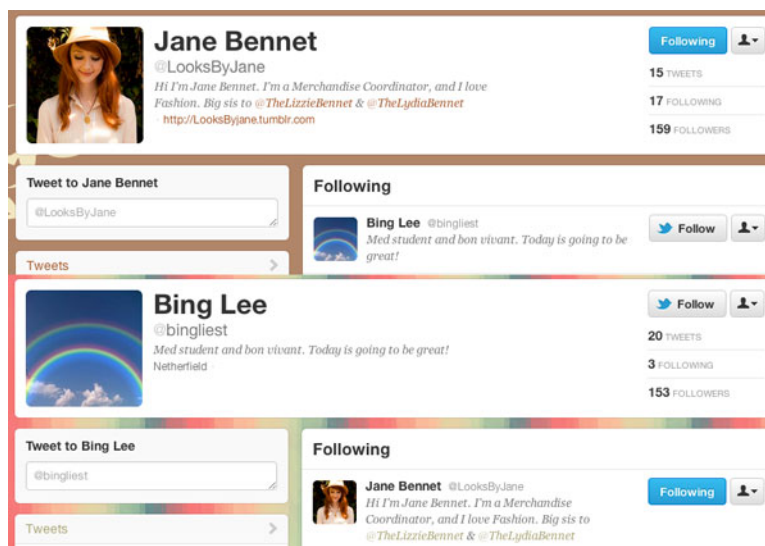 Jane Bennet
@LooksByJane
Hi I'm Jane Bennet. I'm a Merchandise Coordinator, and I love
Fashion. Big sis to @TheLizzieBennet & @TheLydiaBennet
· http://LooksByjane.tumblr.com
Following
15 TWEETS
17 FOLLOWING
159 FOLLOWERS
Tweet to Jane Bennet
@LooksByJane
Tweets
Following
Bing Lee @bingliest
Med student and bon vivant. Today is going to be
great!
Follow
Bing Lee
@bingliest
Med student and bon vivant. Today is going to be great!
Netherfield ·
Follow
20 TWEETS
3 FOLLOWING
153 FOLLOWERS
Tweet to Bing Lee
@bingliest
Tweets
Following
Jane Bennet @LooksByJane
Hi I'm Jane Bennet. I'm a Merchandise
Coordinator, and I love Fashion. Big sis to
@TheLizzieBennet & @TheLydiaBennet
Following